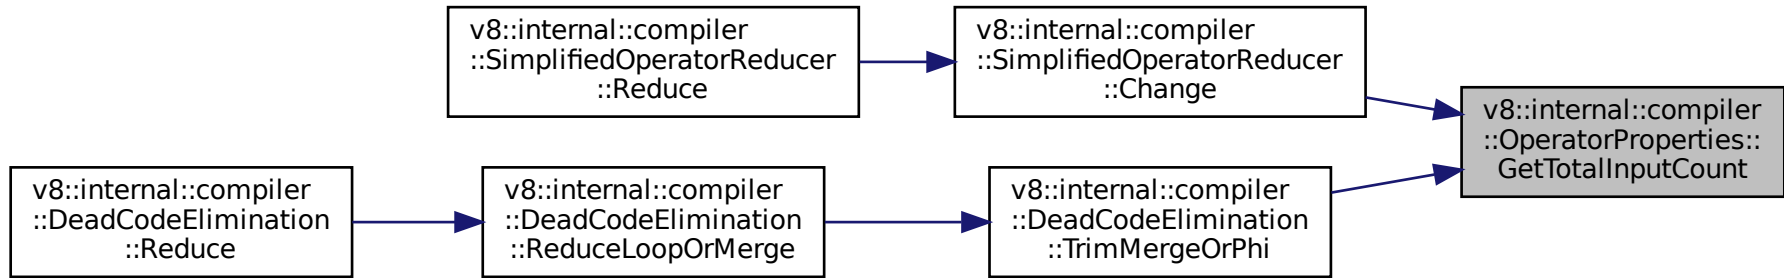 v8::internal::compiler
::SimplifiedOperatorReducer
::Reduce
v8::internal::compiler
::SimplifiedOperatorReducer
::Change
v8::internal::compiler
::OperatorProperties::
GetTotalInputCount
v8::internal::compiler
::DeadCodeElimination
::Reduce
v8::internal::compiler
::DeadCodeElimination
::ReduceLoopOrMerge
v8::internal::compiler
::DeadCodeElimination
::TrimMergeOrPhi